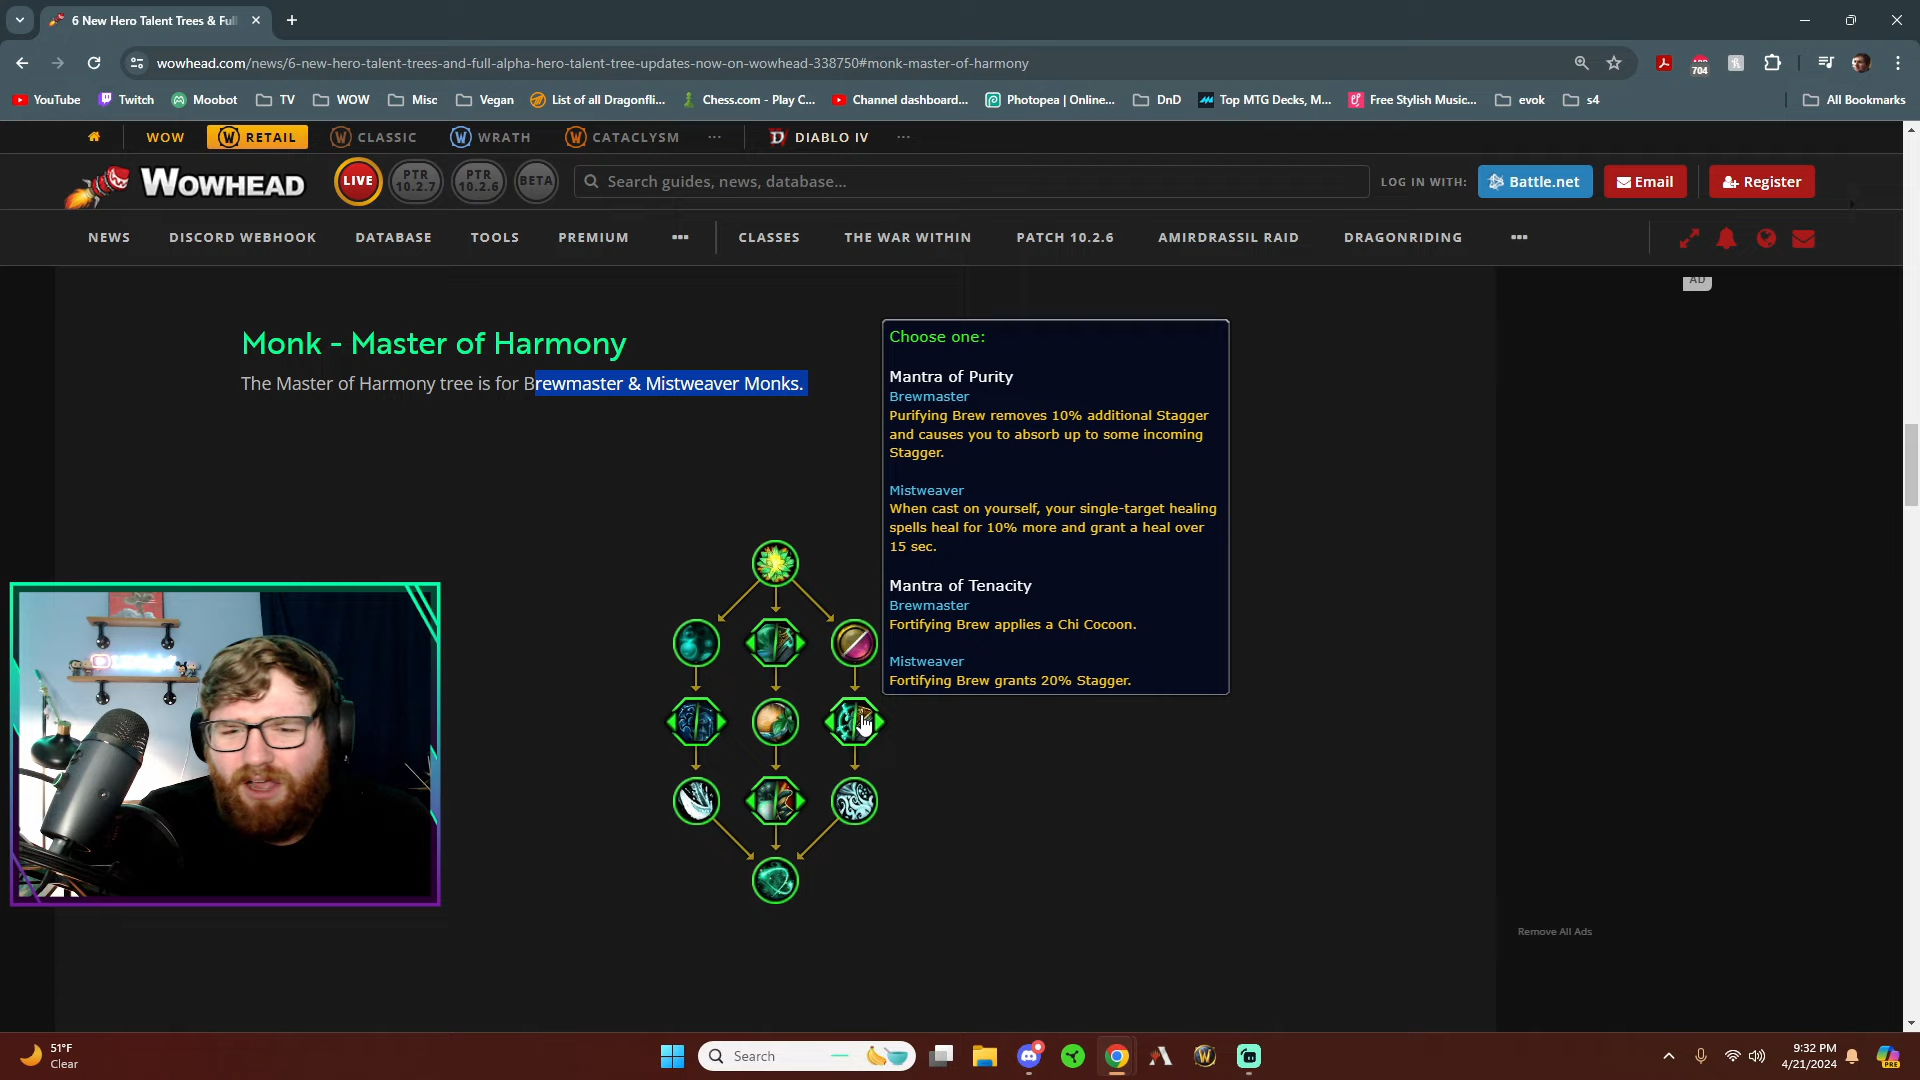 6 New Hero Talent Trees & Ful
wowhead.com/news/6-new-hero-talent-trees-and-full-alpha-hero-talent-tree-updates-now-on-wowhead-338750#monk-master-of-harmony
704
YouTube Twitch Moobot TV WOW Misc Vegan List of all Dragonfli... Chess.com - Play C... Channel dashboard... Photopea | Online... DnD Top MTG Decks, M... Free Stylish Music... evok s4 All Bookmarks
WOW RETAIL CLASSIC WRATH CATACLYSM ... DIABLO IV ...
WOWHEAD LIVE PTR 10.2.7 PTR 10.2.6 BETA Search guides, news, database... LOG IN WITH: Battle.net Email Register
NEWS DISCORD WEBHOOK DATABASE TOOLS PREMIUM ... CLASSES THE WAR WITHIN PATCH 10.2.6 AMIRDRASSIL RAID DRAGONRIDING ...
AD
Monk - Master of Harmony
The Master of Harmony tree is for Brewmaster & Mistweaver Monks.
Choose one:
Mantra of Purity
Brewmaster
Purifying Brew removes 10% additional Stagger
and causes you to absorb up to some incoming
Stagger.
Mistweaver
When cast on yourself, your single-target healing
spells heal for 10% more and grant a heal over
15 sec.
Mantra of Tenacity
Brewmaster
Fortifying Brew applies a Chi Cocoon.
Mistweaver
Fortifying Brew grants 20% Stagger.
Remove All Ads
51°F
Clear
Search
9:32 PM
4/21/2024
PRE